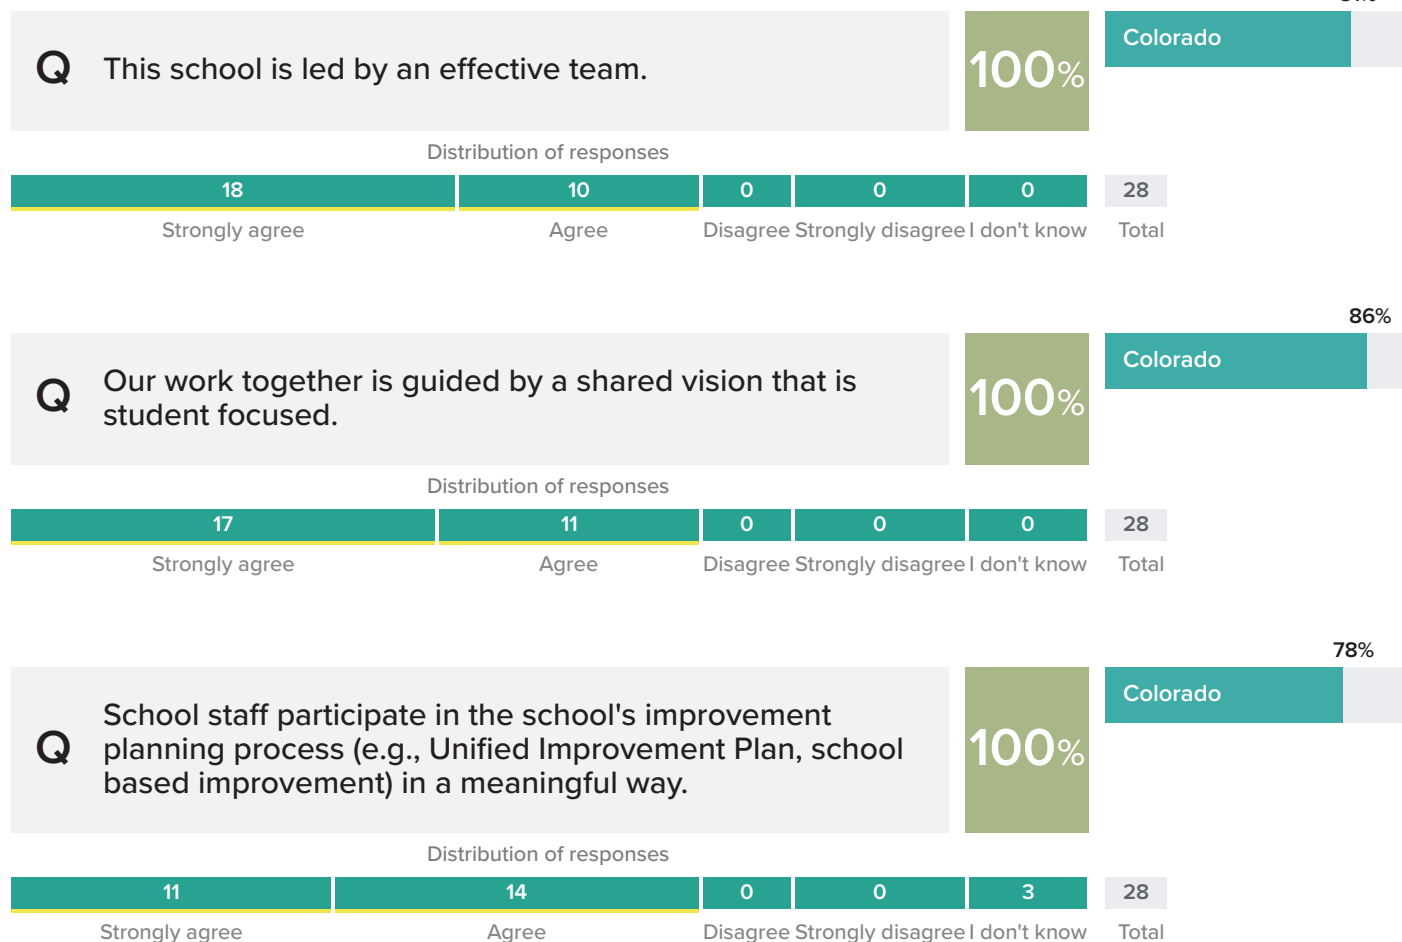 Q This school is led by an effective team.
100%
Colorado
Distribution of responses
18 10 0 0 0 28
Strongly agree Agree Disagree Strongly disagree I don't know Total
86%
Q Our work together is guided by a shared vision that is
student focused.
100%
Colorado
Distribution of responses
17 11 0 0 0 28
Strongly agree Agree Disagree Strongly disagree I don't know Total
78%
Q School staff participate in the school's improvement
planning process (e.g., Unified Improvement Plan, school
based improvement) in a meaningful way.
100%
Colorado
Distribution of responses
11 14 0 0 3 28
Strongly agree Agree Disagree Strongly disagree I don't know Total